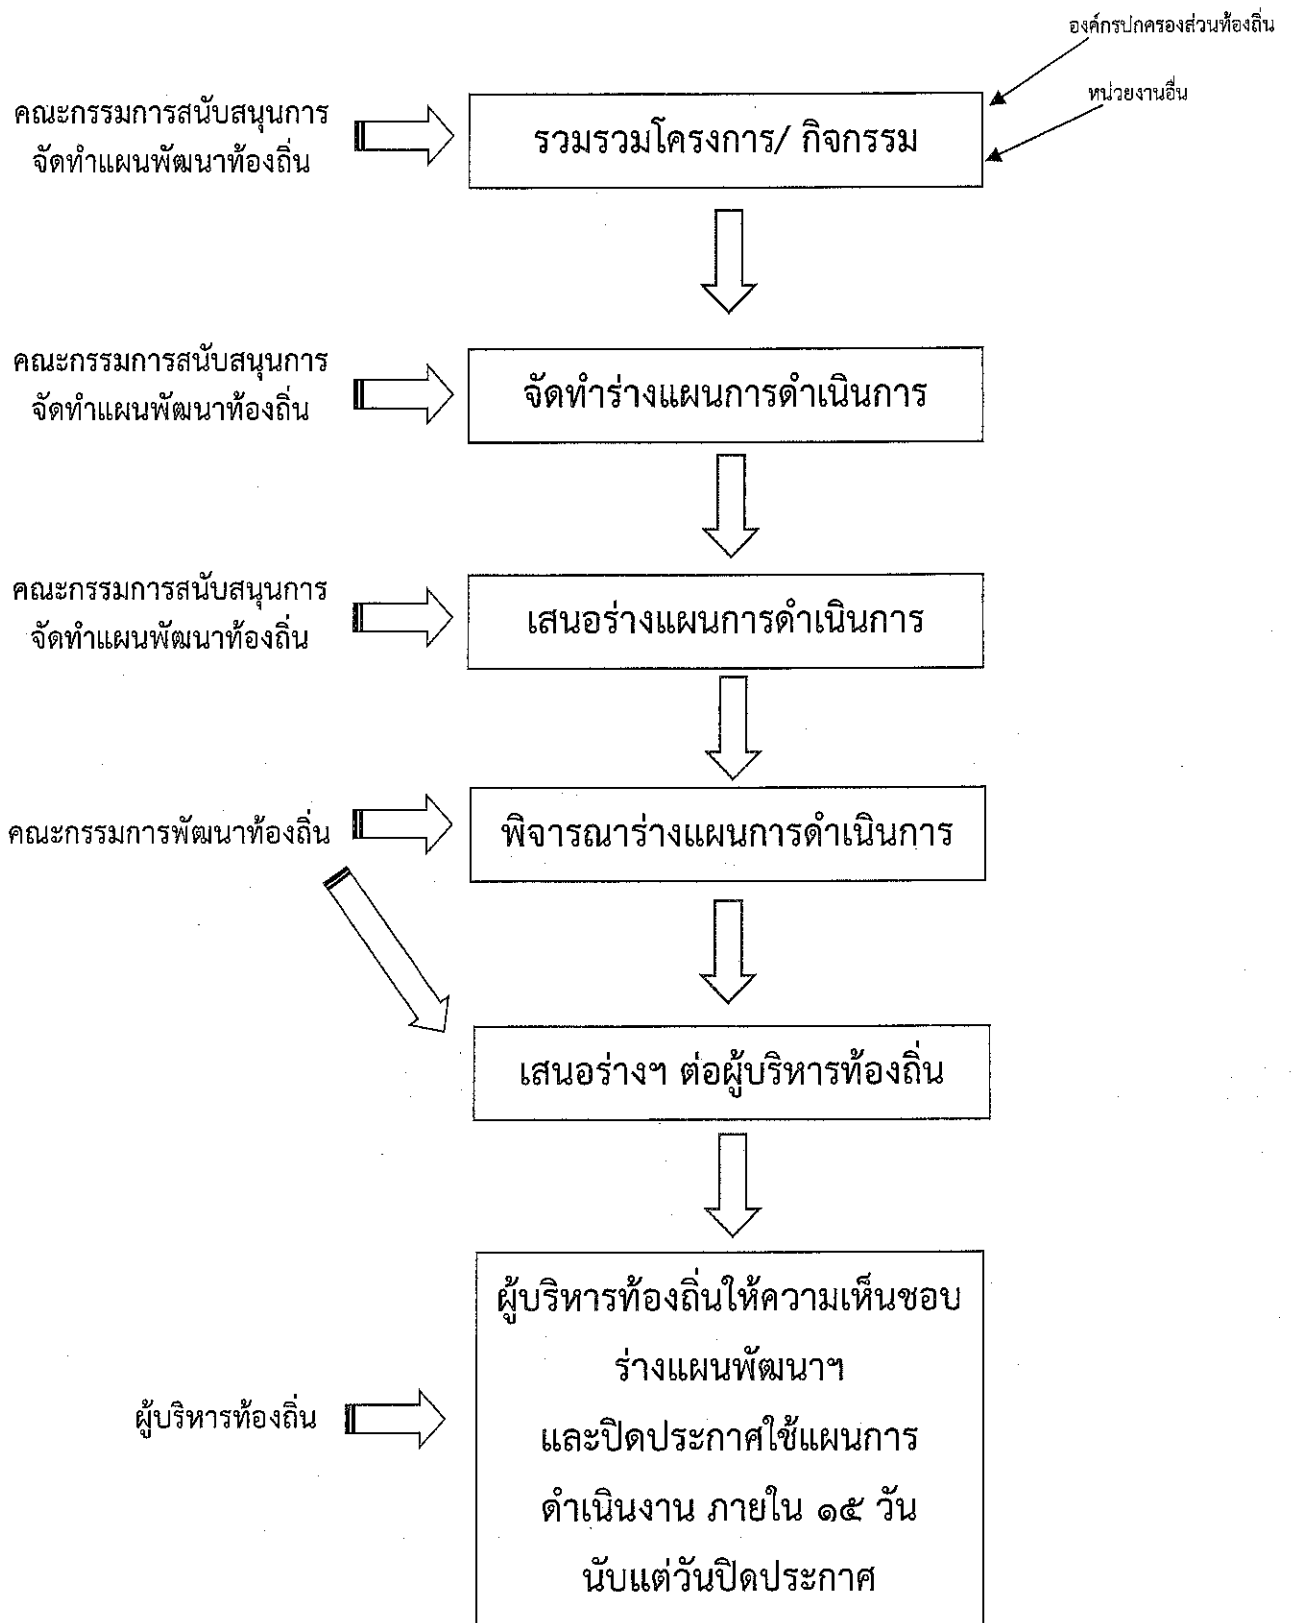 องค์กรปกครองส่วนท้องถิ่น
หน่วยงานอื่น
คณะกรรมการสนับสนุนการ
จัดทำแผนพัฒนาท้องถิ่น
รวมรวมโครงการ/ กิจกรรม
คณะกรรมการสนับสนุนการ
จัดทำแผนพัฒนาท้องถิ่น
จัดทำร่างแผนการดำเนินการ
คณะกรรมการสนับสนุนการ
จัดทำแผนพัฒนาท้องถิ่น
เสนอร่างแผนการดำเนินการ
คณะกรรมการพัฒนาท้องถิ่น
พิจารณาร่างแผนการดำเนินการ
เสนอร่างฯ ต่อผู้บริหารท้องถิ่น
ผู้บริหารท้องถิ่น
ผู้บริหารท้องถิ่นให้ความเห็นชอบ
ร่างแผนพัฒนาฯ
และปิดประกาศใช้แผนการ
ดำเนินงาน ภายใน ๑๕ วัน
นับแต่วันปิดประกาศ